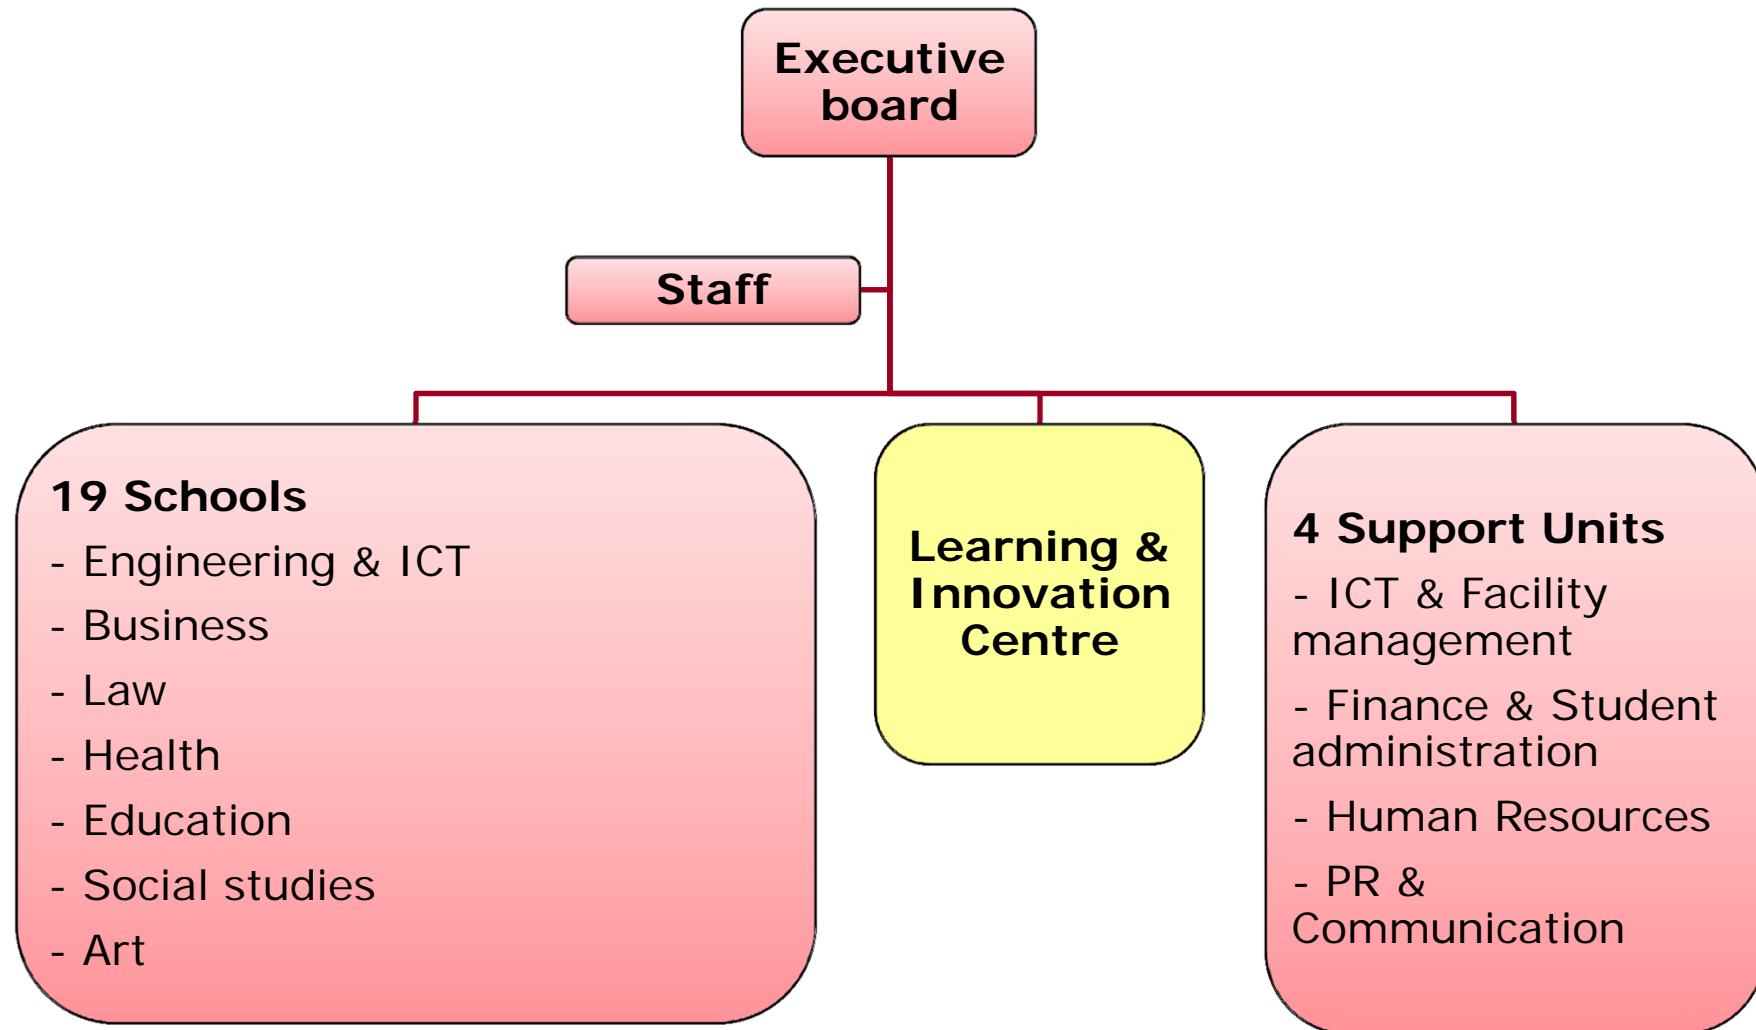 Executive
board
Staff
19 Schools
- Engineering & ICT
- Business
- Law
- Health
- Education
- Social studies
- Art
Learning &
Innovation
Centre
4 Support Units
- ICT & Facility
management
- Finance & Student
administration
- Human Resources
- PR &
Communication